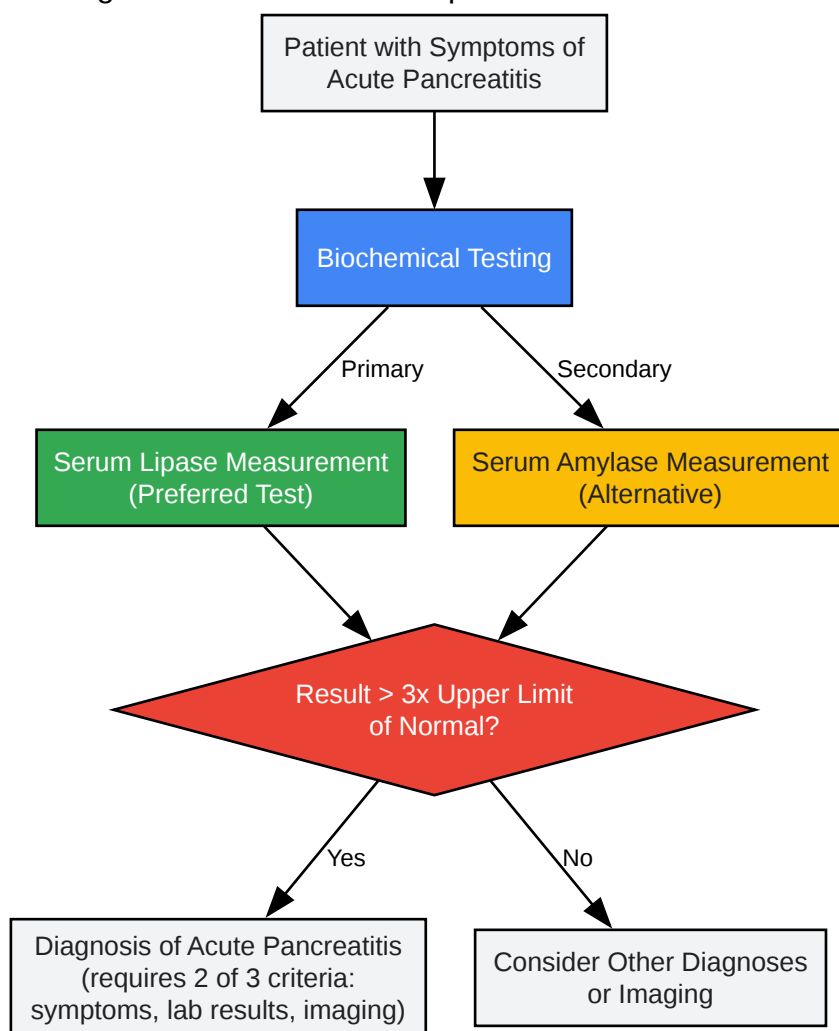 Patient with Symptoms of
Acute Pancreatitis
Biochemical Testing
Primary
Secondary
Serum Lipase Measurement
(Preferred Test)
Serum Amylase Measurement
(Alternative)
Result > 3x Upper Limit
of Normal?
Yes
No
Diagnosis of Acute Pancreatitis
(requires 2 of 3 criteria:
symptoms, lab results, imaging)
Consider Other Diagnoses
or Imaging